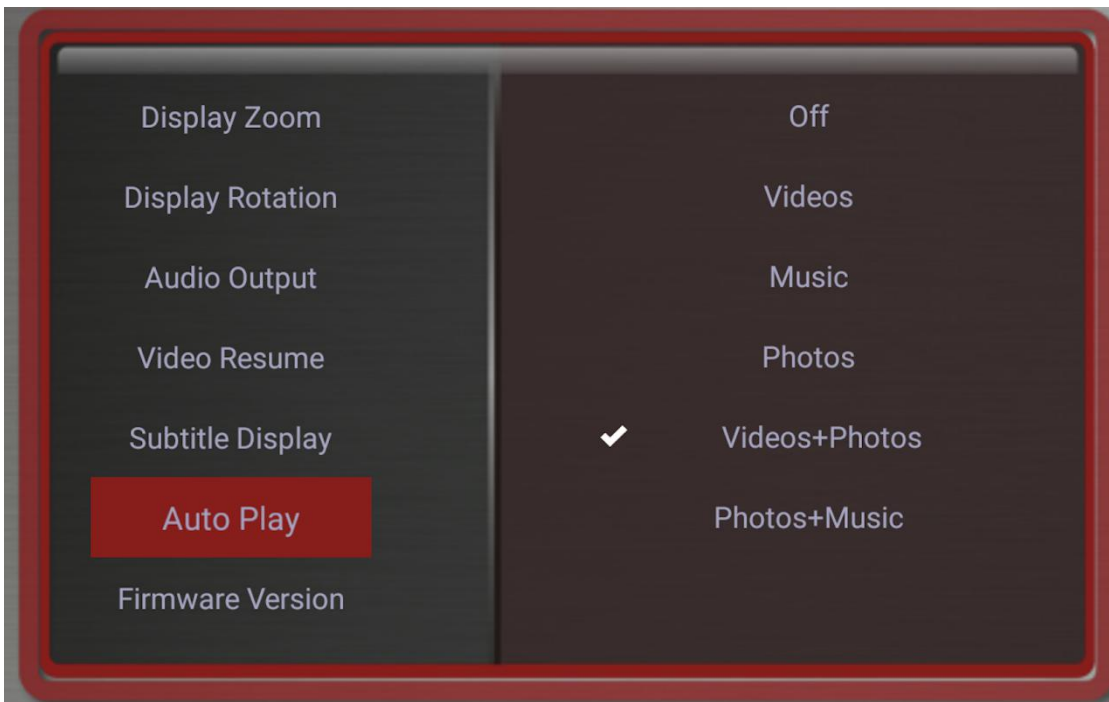 Display Zoom
Display Rotation
Audio Output
Video Resume
Subtitle Display
Auto Play
Firmware Version
Off
Videos
Music
Photos
Videos+Photos
Photos+Music